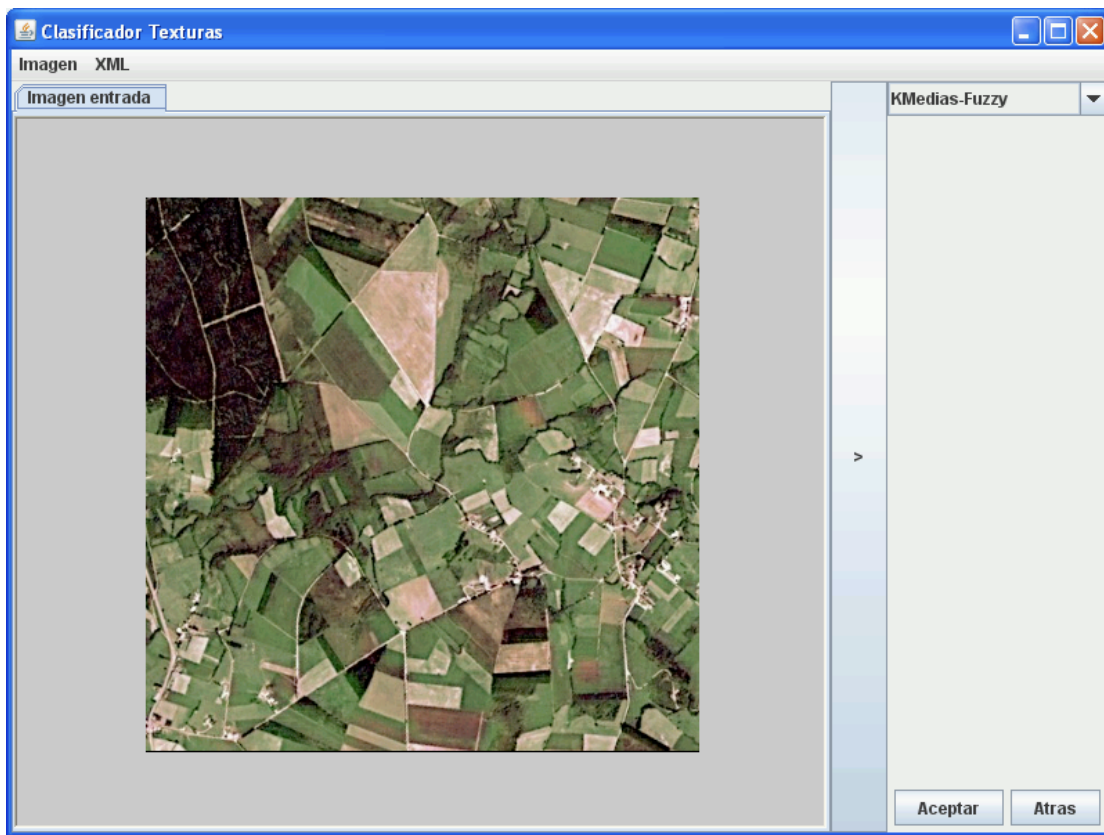 Clasificador Texturas
Imagen XML
Imagen entrada
KMedias-Fuzzy
>
Aceptar Atras